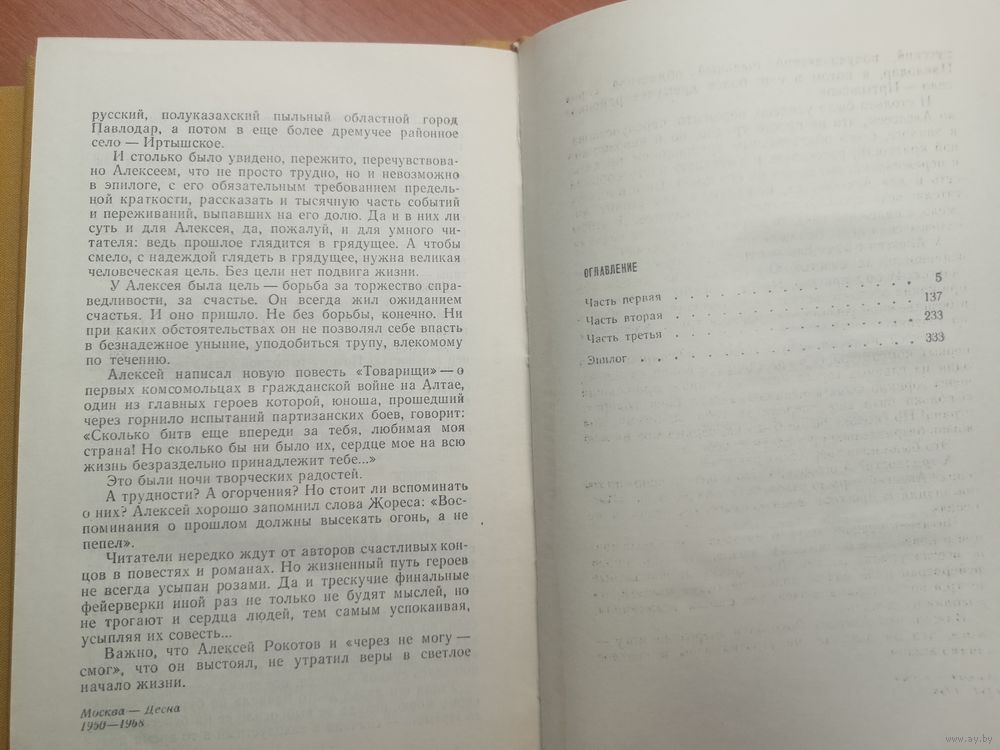 русский, полуказахский пыльный областной город
Павлодар, а потом в еще более дремучее районное
село — Иртышское.
И столько было увидено, пережито, перечувствова-
но Алексеем, что не просто трудно, но и невозможно
в эпилоге, с его обязательным требованием предель-
ной краткости, рассказать и тысячную часть событий
и переживаний, выпавших на его долю. Да и в них ли
суть и для Алексея, да, пожалуй, и для умного чи-
тателя: ведь прошлое глядится в грядущее. А чтобы
смело, с надеждой глядеть в грядущее, нужна великая
человеческая цель. Без цели нет подвига жизни.
У Алексея была цель — борьба за торжество спра-
ведливости, за счастье. Он всегда жил ожиданием
счастья. И оно пришло. Не без борьбы, конечно. Ни
при каких обстоятельствах он не позволял себе впасть
в безнадежное уныние, уподобиться трупу, влекомому
по течению.
Алексей написал новую повесть «Товарищи» — о
первых комсомольцах в гражданской войне на Алтае,
один из главных героев которой, юноша, прошедший
через горнило испытаний партизанских боев, говорит:
«Сколько битв еще впереди за тебя, любимая моя
страна! Но сколько бы ни было их, сердце мое на всю
жизнь безраздельно принадлежит тебе...»
Это были ночи творческих радостей.
А трудности? А огорчения? Но стоит ли вспоминать
о них? Алексей хорошо запомнил слова Жореса: «Вос-
поминания о прошлом должны высекать огонь, а не
пепел».
Читатели нередко ждут от авторов счастливых кон-
цов в повестях и романах. Но жизненный путь героев
не всегда усыпан розами. Да и трескучие финальные
фейерверки иной раз не только не будят мыслей, но
не трогают и сердца людей, тем самым успокаивая,
усыпляя их совесть...
Важно, что Алексей Рокотов и «через не могу —
смог», что он выстоял, не утратил веры в светлое
начало жизни.
Москва — Десна
1950—1968
ОГЛАВЛЕНИЕ
Часть первая . . . . . . . . . . . . . . 5
Часть вторая . . . . . . . . . . . . . . 137
Часть третья . . . . . . . . . . . . . . 233
Эпилог . . . . . . . . . . . . . . 333
www.ay.by